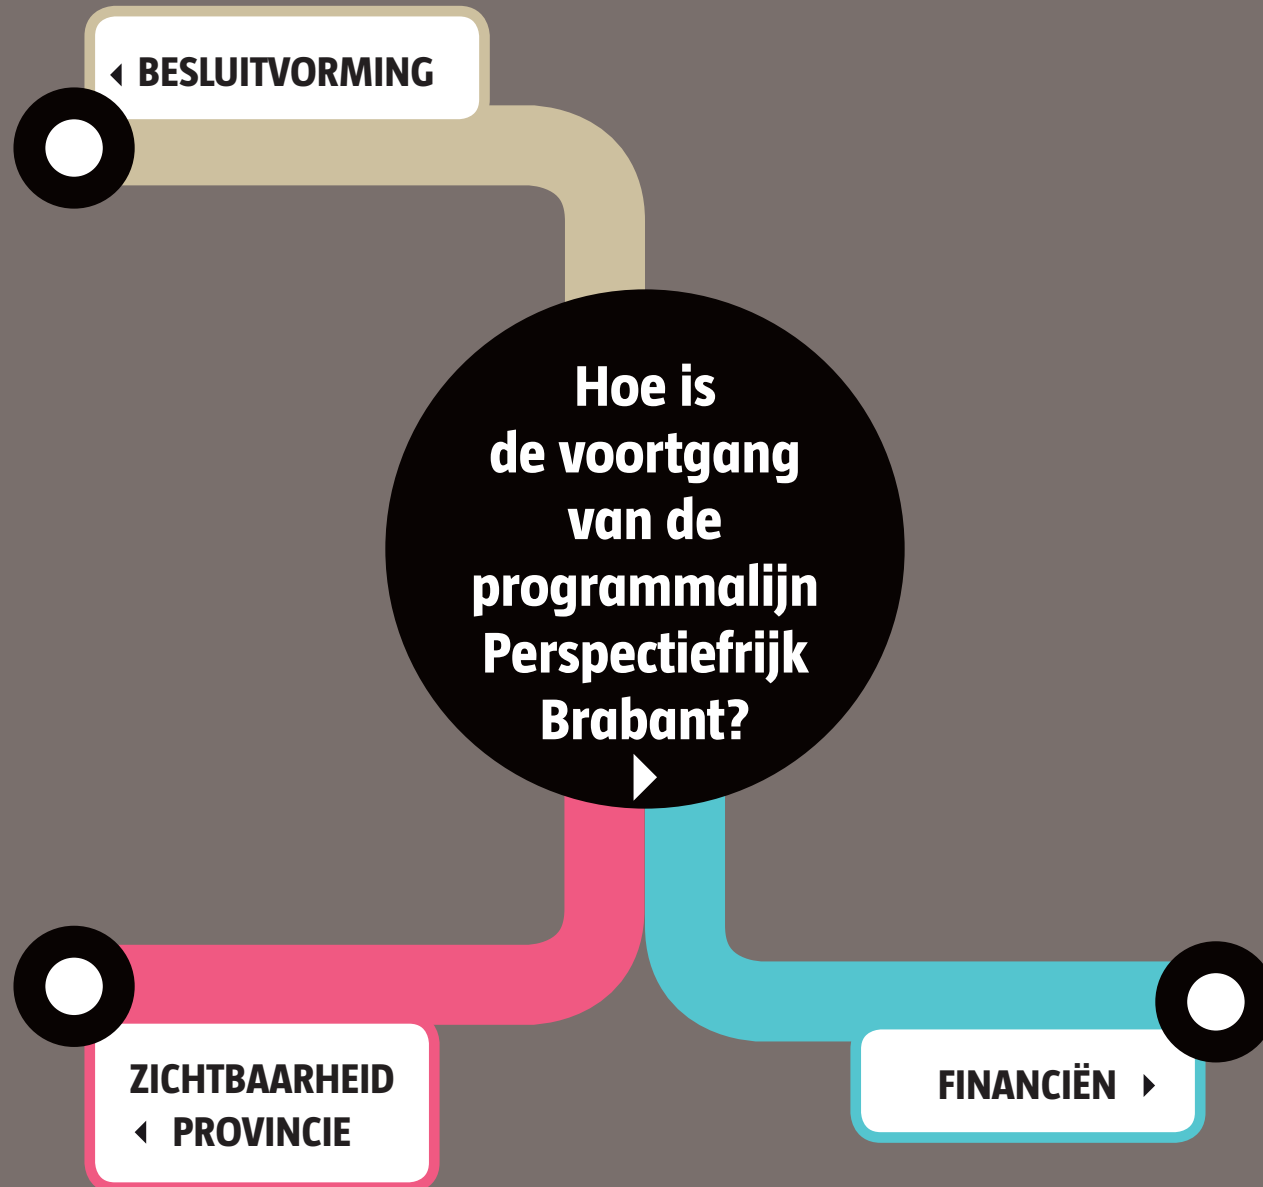 BESLUITVORMING
Hoe is
de voortgang
van de
programmalijn
Perspectiefrijk
Brabant?
ZICHTBAARHEID
PROVINCIE
FINANCIËN